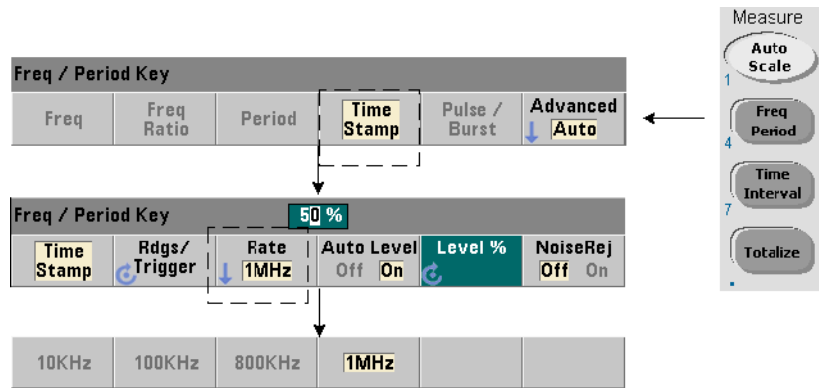 Measure
Auto
Scale
1
Freq
Period
4
Time
Interval
7
Totalize
.
Freq / Period Key
Freq
Freq
Ratio
Period
Time
Stamp
Pulse /
Burst
Advanced
Auto
Freq / Period Key
50 %
Time
Stamp
Rdgs/
Trigger
Rate
1MHz
Auto Level
Off On
Level %
NoiseRej
Off On
10KHz
100KHz
800KHz
1MHz